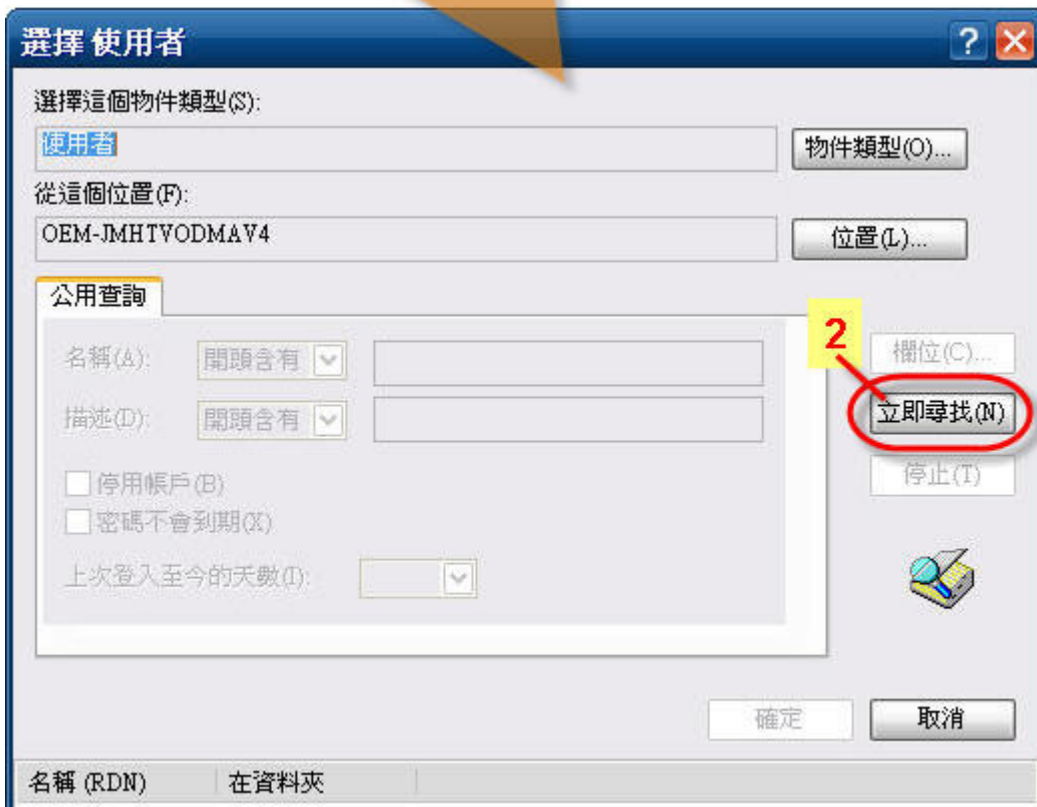 選擇 使用者
選擇這個物件類型(S):
使用者
物件類型(O)...
從這個位置(F):
OEM-JMHTVODMAV4
位置(L)...
公用查詢
名稱(A): 開頭含有
欄位(C)...
2
立即尋找(N)
描述(D): 開頭含有
停止(T)
停用帳戶(B)
密碼不會到期(X)
上次登入至今的天數(I):
確定 取消
名稱 (RDN) 在資料夾